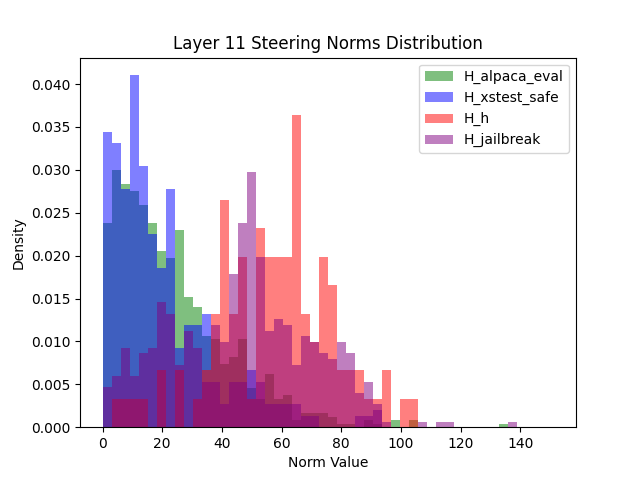 Layer 11 Steering Norms Distribution
H_alpaca_eval
H_xstest_safe
H_h
H_jailbreak
0.040
0.035
0.030
0.025
0.020
0.015
0.010
0.005
0.000
Density
0 20 40 60 80 100 120 140
Norm Value